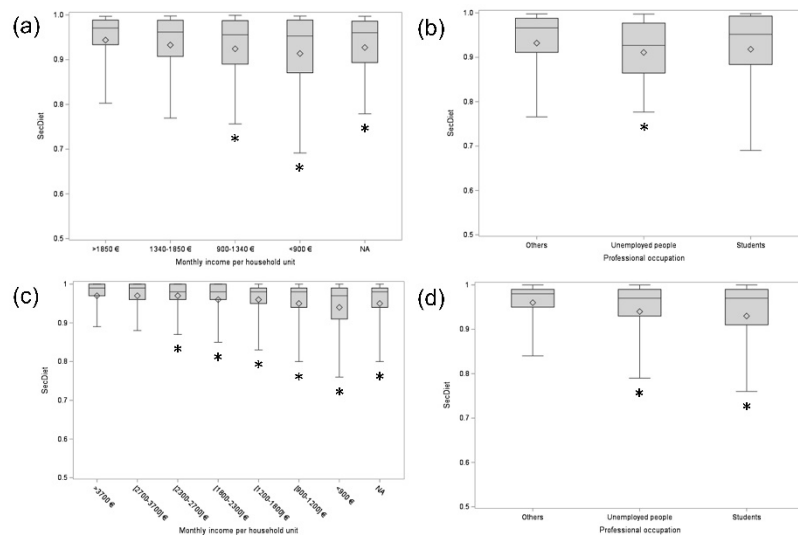 (a)
SecDiet
1.0
0.9
0.8
0.7
0.6
0.5
* * *
>1850 € 1340-1850 € 900-1340 € <900 € NA
Monthly income per household unit
(b)
SecDiet
1.0
0.9
0.8
0.7
0.6
0.5
*
Others Unemployed people Students
Professional occupation
(c)
SecDiet
1.0
0.9
0.8
0.7
0.6
0.5
* * * * * *
>3700 € [2700-3700] € [2300-2700] € [1800-2300] € [1200-1800] € [900-1200] € <900 € NA
Monthly income per household unit
(d)
SecDiet
1.0
0.9
0.8
0.7
0.6
0.5
* *
Others Unemployed people Students
Professional occupation